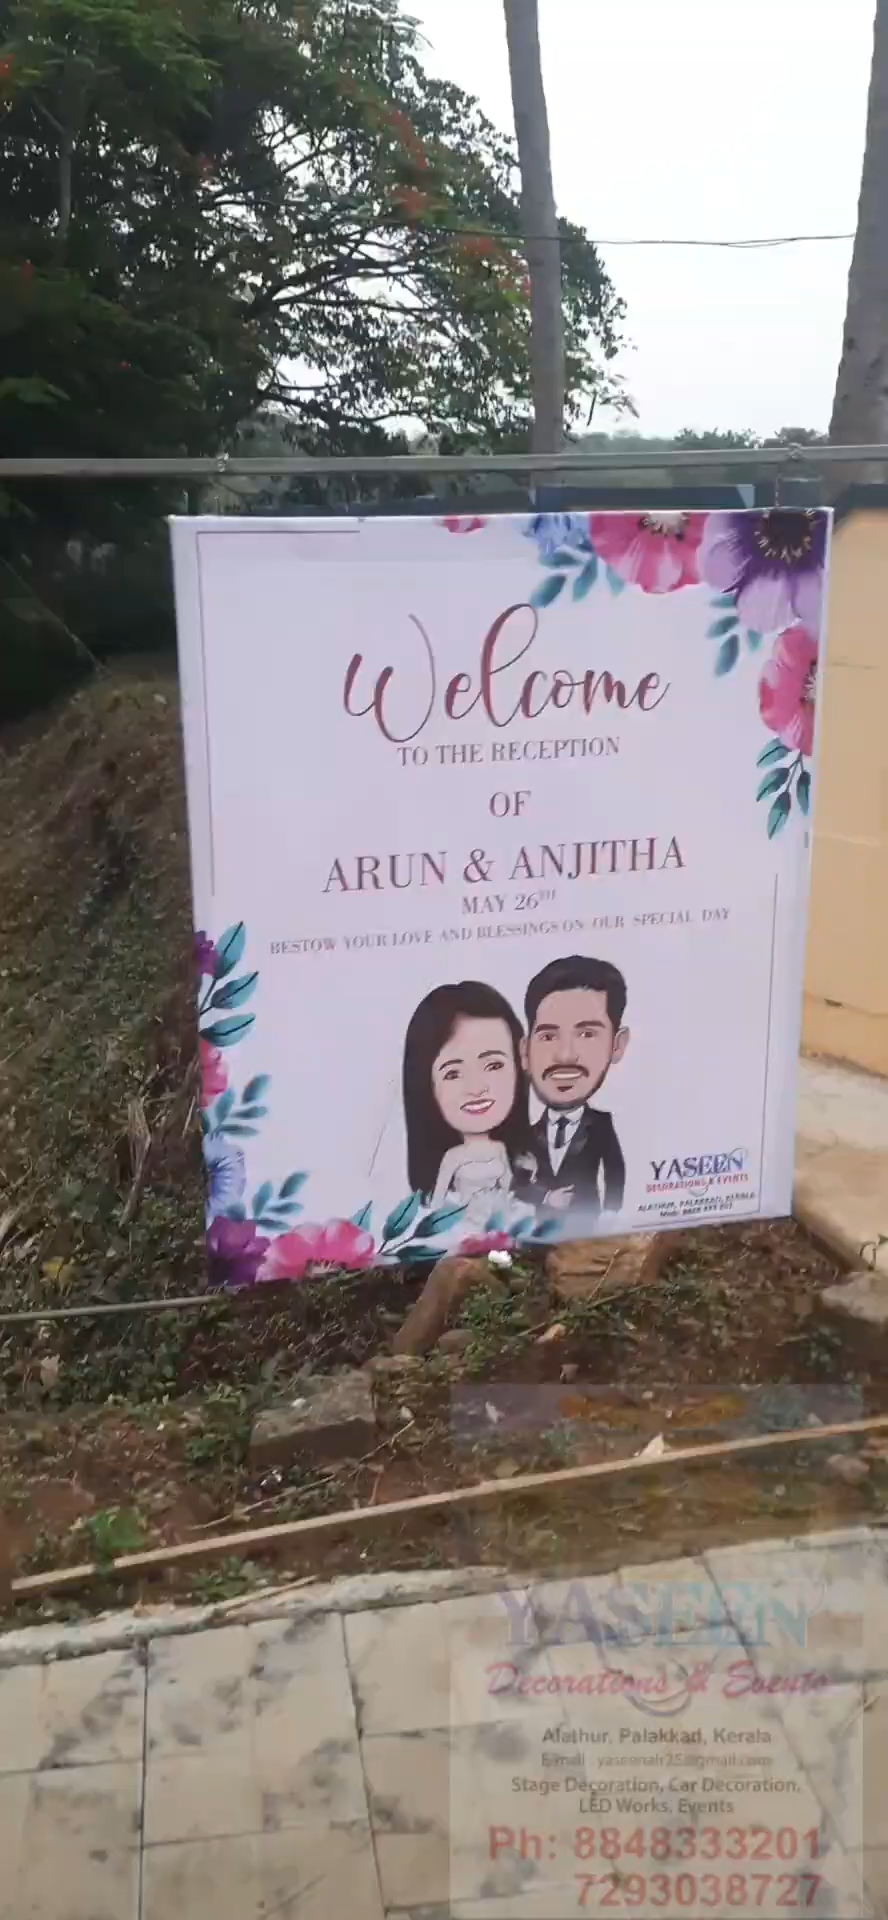 Welcome
TO THE RECEPTION
OF
ARUN & ANJITHA
MAY 26TH
BESTOW YOUR LOVE AND BLESSINGS ON OUR SPECIAL DAY
YASEEN
DECORATIONS & EVENTS
ALATHUR, PALAKKAD, KERALA
YASEEN
Decorations & Events
Alathur, Palakkad, Kerala
Stage Decoration, Car Decoration,
LED Works, Events
Ph: 8848333201
7293038727